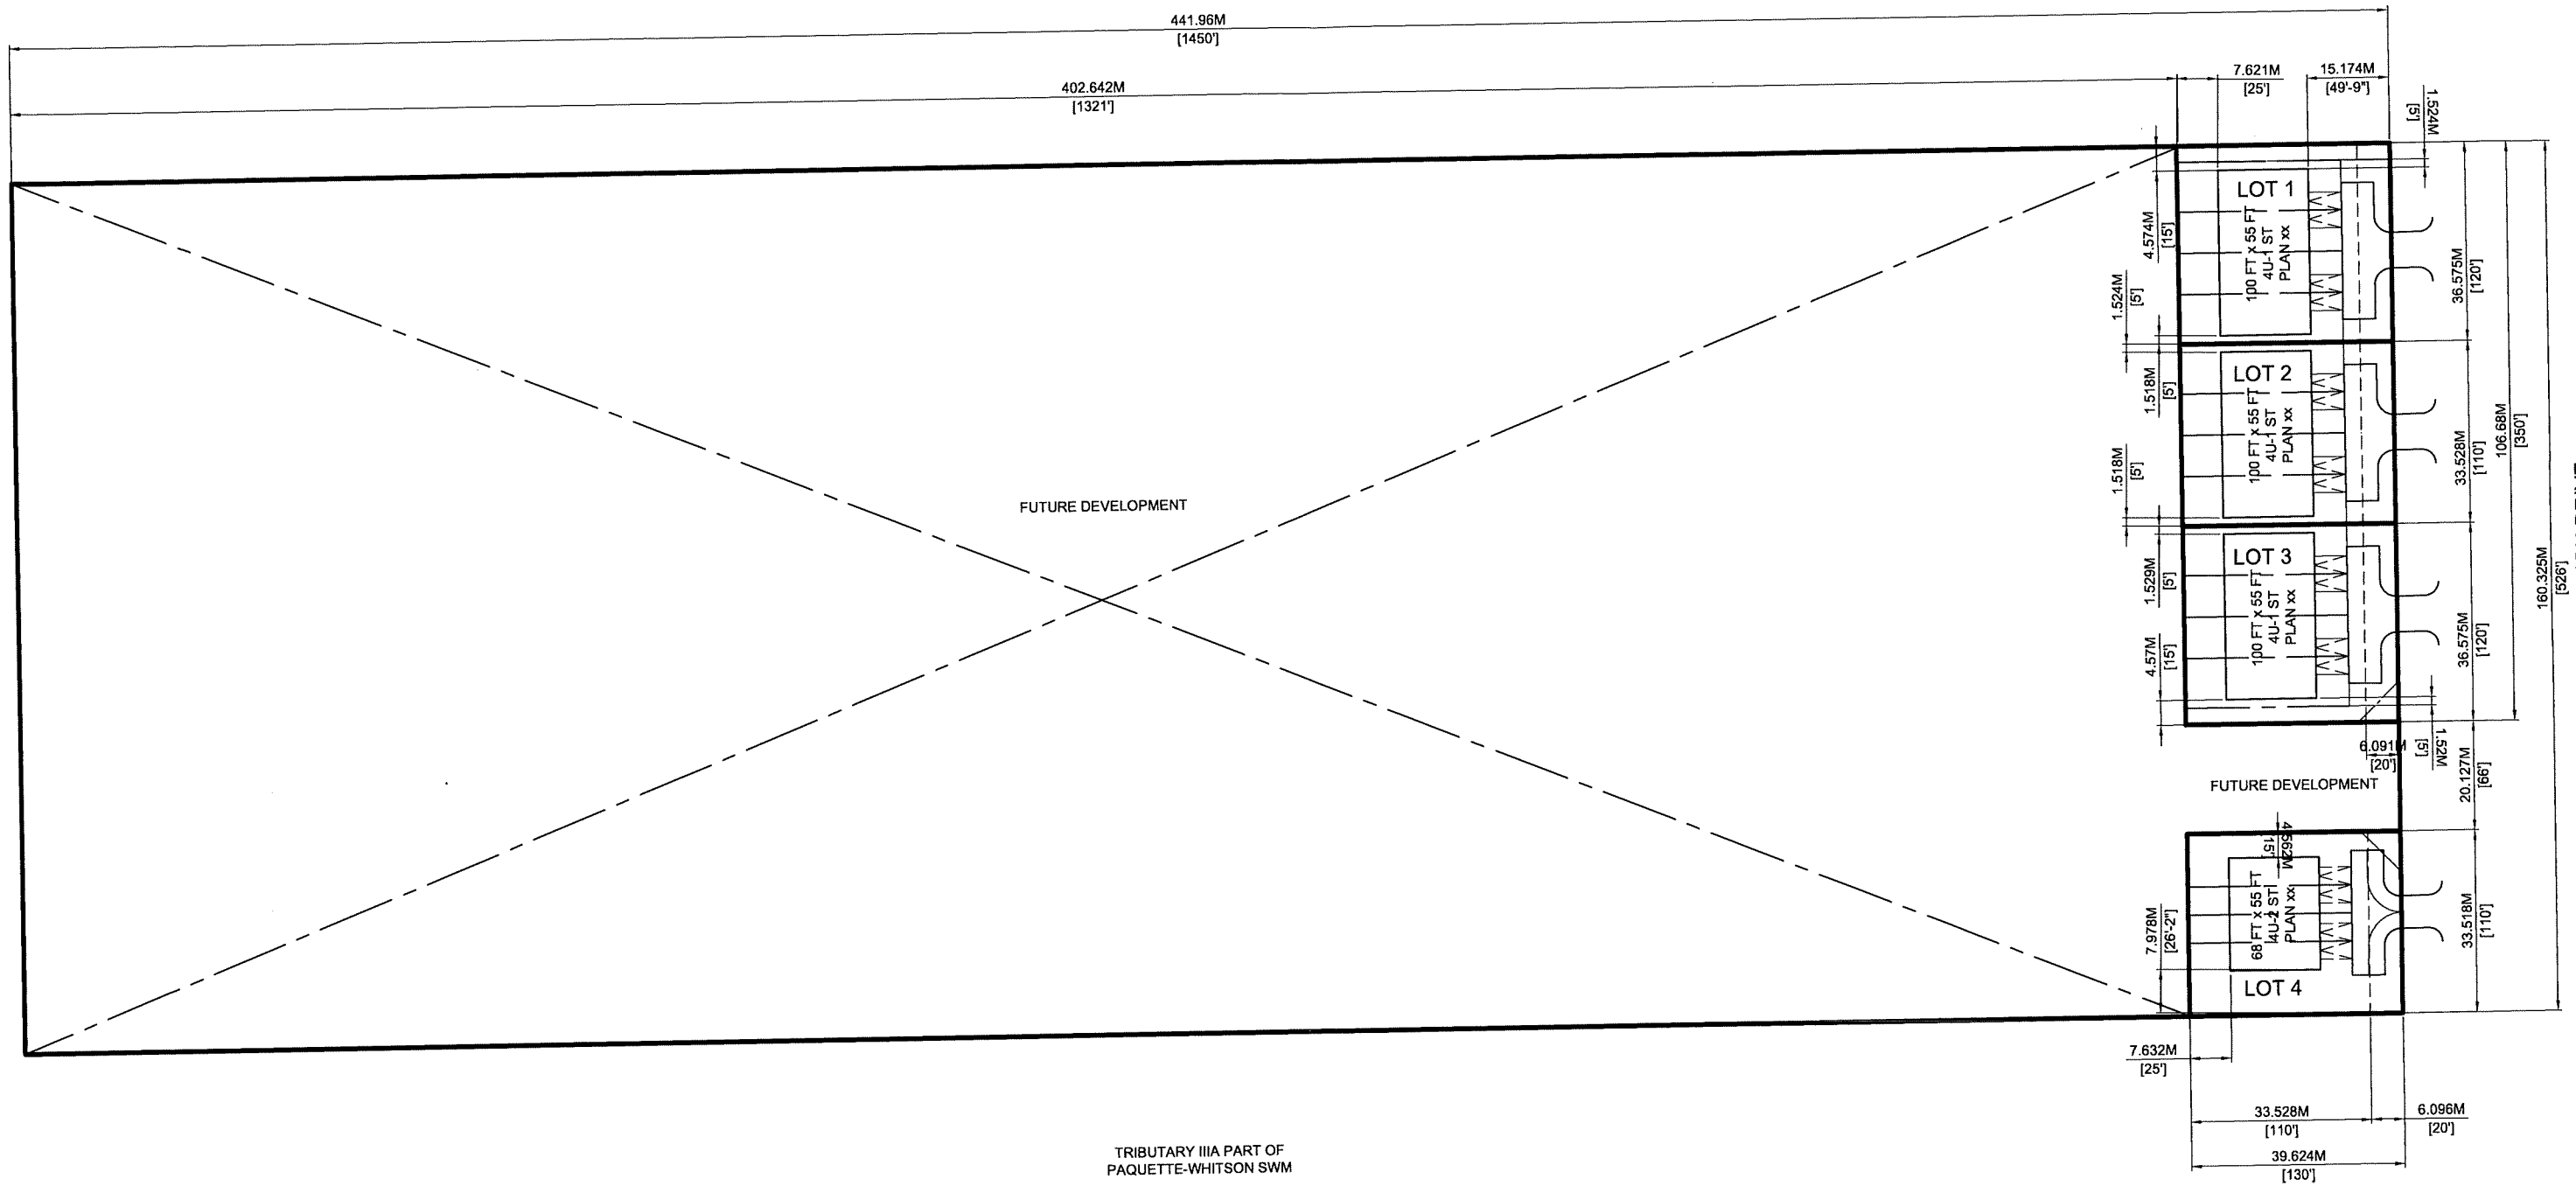 441.96M
[1450']
402.642M
[1321']
7.621M
[25']
15.174M
[49'-9"]
1.524M
[5']
LOT 1
100 FT x 55 FT
4U-1 ST
PLAN xx
4.574M
[15']
36.575M
[120']
1.524M
[5']
LOT 2
100 FT x 55 FT
4U-1 ST
PLAN xx
1.518M
[5']
33.528M
[110']
106.68M
[350']
1.518M
[5']
FUTURE DEVELOPMENT
LOT 3
100 FT x 55 FT
4U-1 ST
PLAN xx
1.529M
[5']
36.575M
[120']
160.325M
[526']
4.57M
[15']
6.091M
[20']
1.52M
[5']
20.127M
[66']
FUTURE DEVELOPMENT
4.562M
[15']
68 FT x 55 FT
4U-2 ST
PLAN xx
7.978M
[26'-2"]
33.518M
[110']
LOT 4
7.632M
[25']
33.528M
[110']
6.096M
[20']
39.624M
[130']
TRIBUTARY IIIA PART OF
PAQUETTE-WHITSON SWM